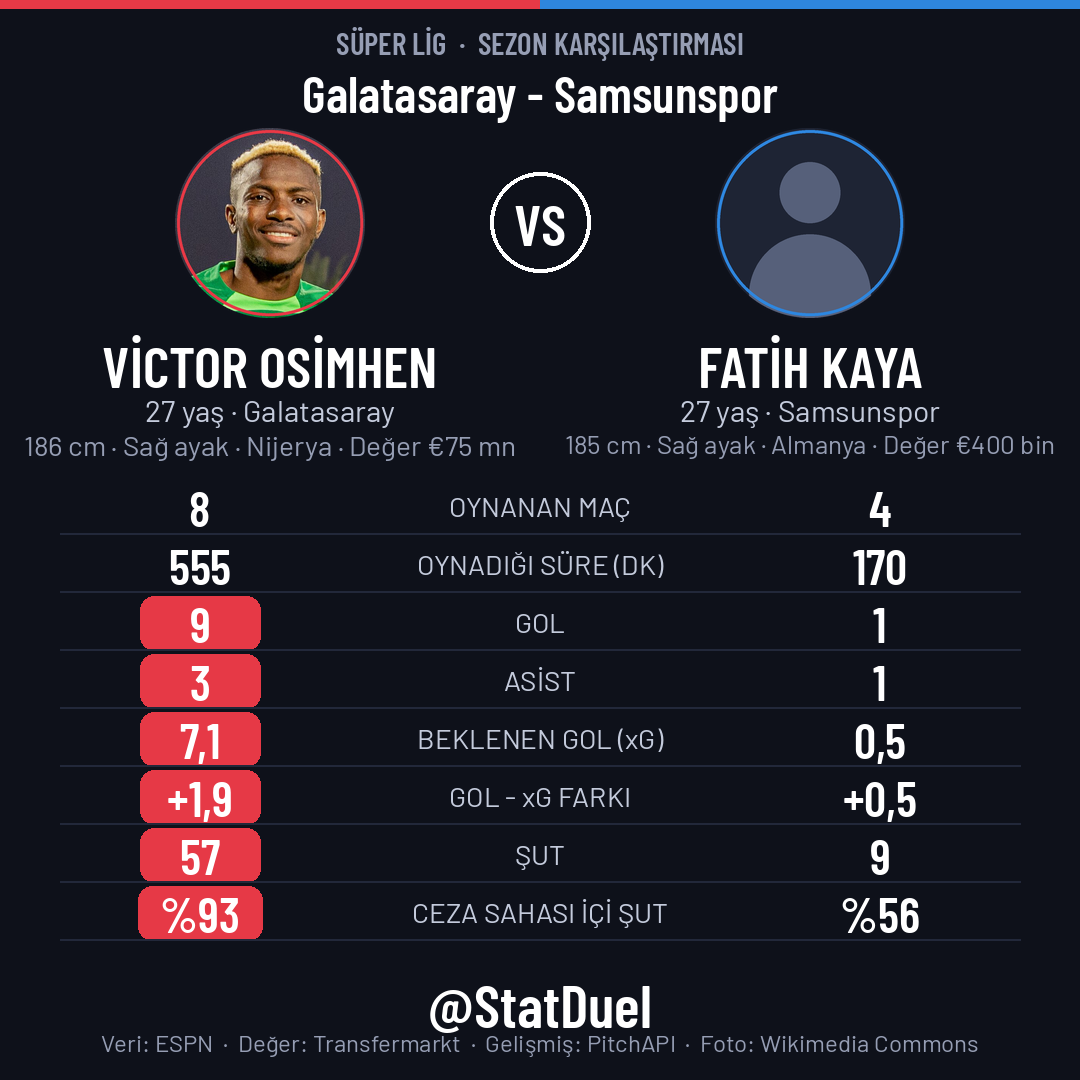 SÜPER LİG · SEZON KARŞILAŞTIRMASI
Galatasaray - Samsunspor
VS
VİCTOR OSİMHEN
27 yaş · Galatasaray
186 cm · Sağ ayak · Nijerya · Değer €75 mn
FATİH KAYA
27 yaş · Samsunspor
185 cm · Sağ ayak · Almanya · Değer €400 bin
8 OYNANAN MAÇ 4
555 OYNADIĞI SÜRE (DK) 170
9 GOL 1
3 ASİST 1
7,1 BEKLENEN GOL (xG) 0,5
+1,9 GOL - xG FARKI +0,5
57 ŞUT 9
%93 CEZA SAHASI İÇİ ŞUT %56
@StatDuel
Veri: ESPN · Değer: Transfermarkt · Gelişmiş: PitchAPI · Foto: Wikimedia Commons